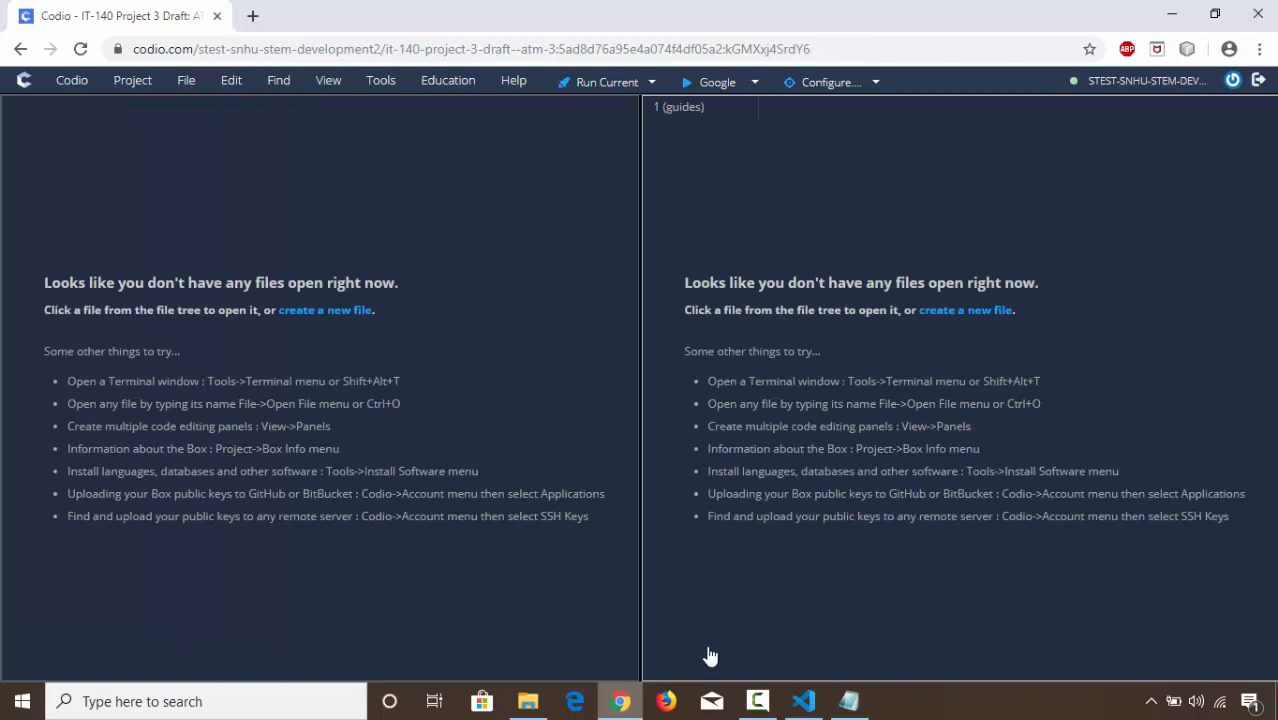 Codio - IT-140 Project 3 Draft: AT
codio.com/stest-snhu-stem-development2/it-140-project-3-draft--atm-3:5ad8d76a95e4a074f4df05a2:kGMXxj4SrdY6
ABP
Codio Project File Edit Find View Tools Education Help Run Current Google Configure... STEST-SNHU-STEM-DEV...
1 (guides)
Looks like you don't have any files open right now.
Click a file from the file tree to open it, or create a new file.
Some other things to try...
• Open a Terminal window : Tools->Terminal menu or Shift+Alt+T
• Open any file by typing its name File->Open File menu or Ctrl+O
• Create multiple code editing panels : View->Panels
• Information about the Box : Project->Box Info menu
• Install languages, databases and other software : Tools->Install Software menu
• Uploading your Box public keys to GitHub or BitBucket : Codio->Account menu then select Applications
• Find and upload your public keys to any remote server : Codio->Account menu then select SSH Keys
Looks like you don't have any files open right now.
Click a file from the file tree to open it, or create a new file.
Some other things to try...
• Open a Terminal window : Tools->Terminal menu or Shift+Alt+T
• Open any file by typing its name File->Open File menu or Ctrl+O
• Create multiple code editing panels : View->Panels
• Information about the Box : Project->Box Info menu
• Install languages, databases and other software : Tools->Install Software menu
• Uploading your Box public keys to GitHub or BitBucket : Codio->Account menu then select Applications
• Find and upload your public keys to any remote server : Codio->Account menu then select SSH Keys
Type here to search
1